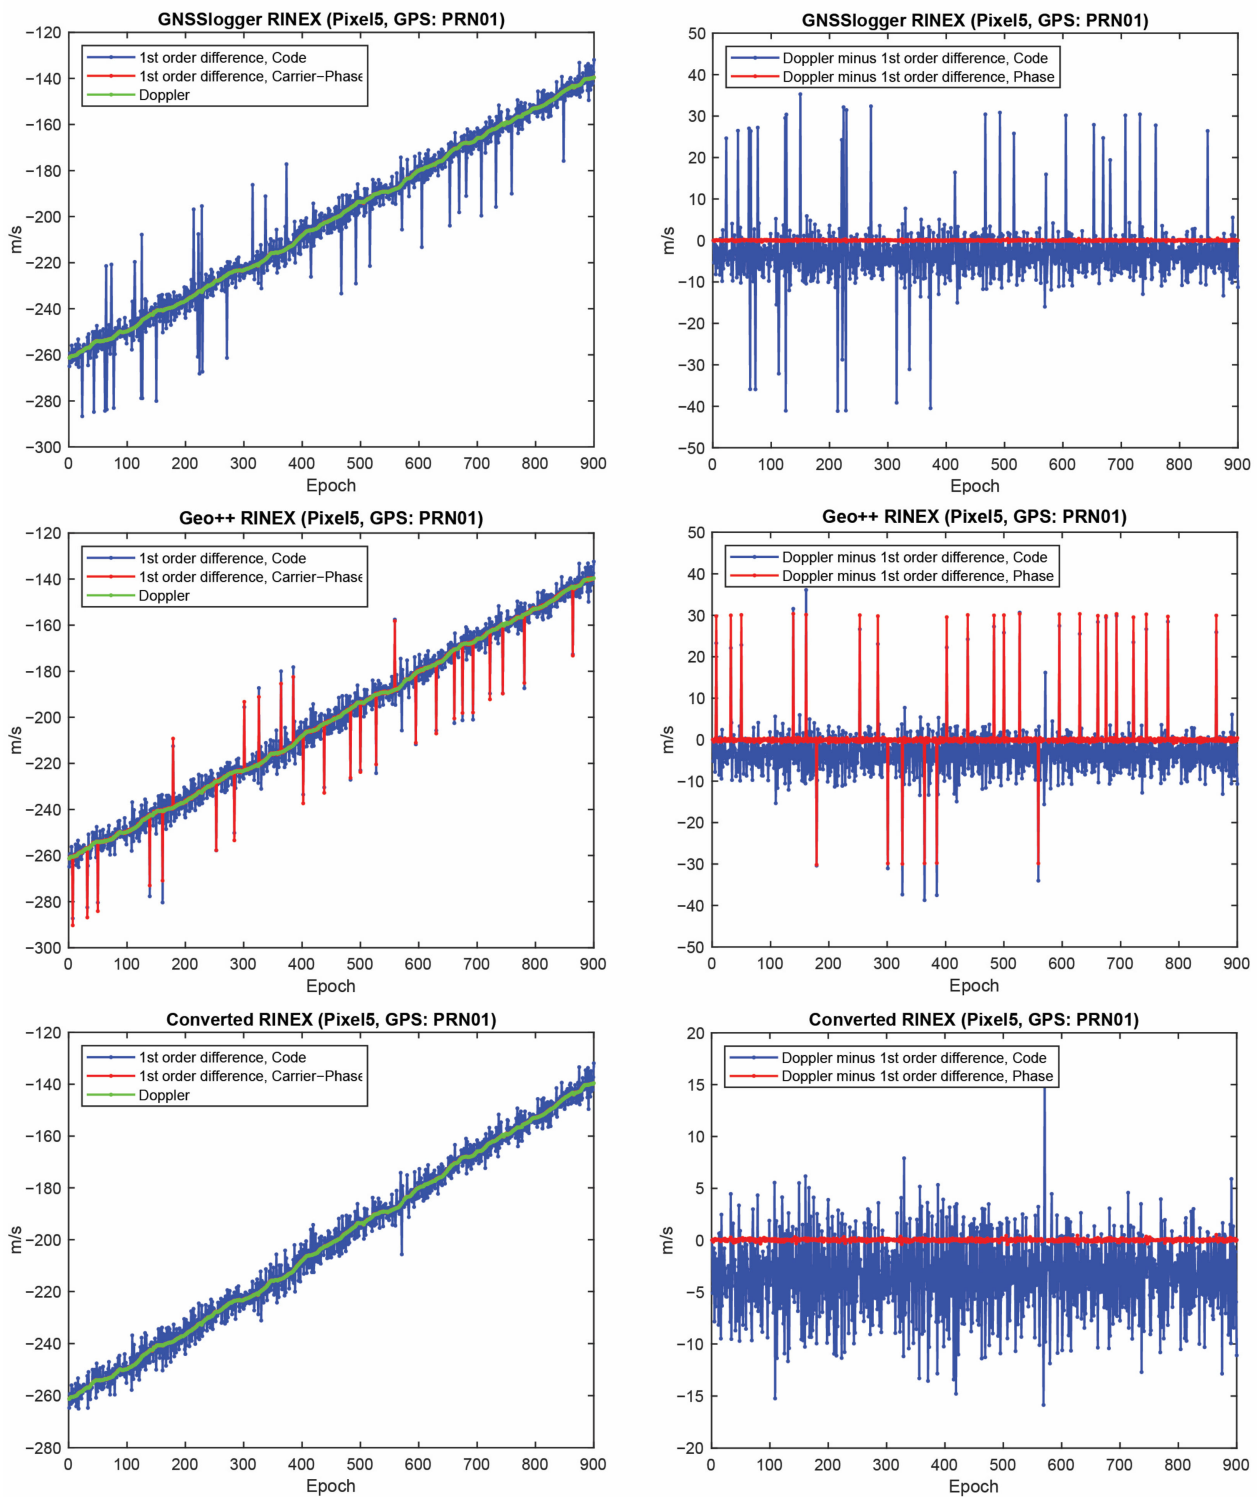 GNSSlogger RINEX (Pixel5, GPS: PRN01)
1st order difference, Code
1st order difference, Carrier−Phase
Doppler
m/s
−120
−140
−160
−180
−200
−220
−240
−260
−280
−300
0 100 200 300 400 500 600 700 800 900
Epoch
GNSSlogger RINEX (Pixel5, GPS: PRN01)
Doppler minus 1st order difference, Code
Doppler minus 1st order difference, Phase
m/s
50
40
30
20
10
0
−10
−20
−30
−40
−50
0 100 200 300 400 500 600 700 800 900
Epoch
Geo++ RINEX (Pixel5, GPS: PRN01)
1st order difference, Code
1st order difference, Carrier−Phase
Doppler
m/s
−120
−140
−160
−180
−200
−220
−240
−260
−280
−300
0 100 200 300 400 500 600 700 800 900
Epoch
Geo++ RINEX (Pixel5, GPS: PRN01)
Doppler minus 1st order difference, Code
Doppler minus 1st order difference, Phase
m/s
50
40
30
20
10
0
−10
−20
−30
−40
−50
0 100 200 300 400 500 600 700 800 900
Epoch
Converted RINEX (Pixel5, GPS: PRN01)
1st order difference, Code
1st order difference, Carrier−Phase
Doppler
m/s
−120
−140
−160
−180
−200
−220
−240
−260
−280
0 100 200 300 400 500 600 700 800 900
Epoch
Converted RINEX (Pixel5, GPS: PRN01)
Doppler minus 1st order difference, Code
Doppler minus 1st order difference, Phase
m/s
20
15
10
5
0
−5
−10
−15
−20
0 100 200 300 400 500 600 700 800 900
Epoch